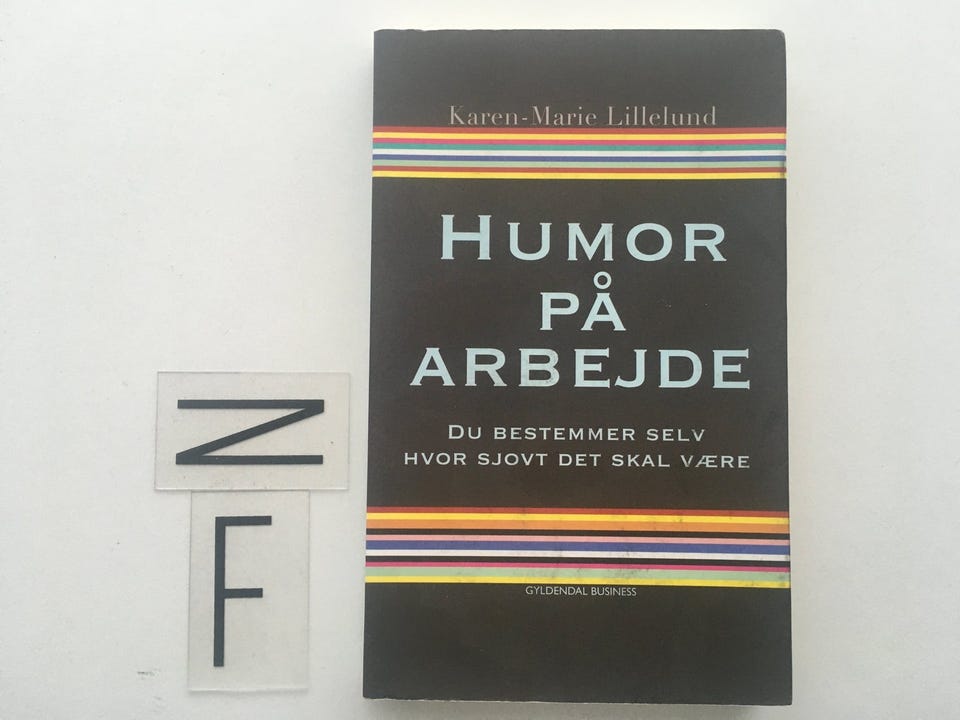 Karen-Marie Lillelund
HUMOR
PÅ
ARBEJDE
DU BESTEMMER SELV
HVOR SJOVT DET SKAL VÆRE
GYLDENDAL BUSINESS
Z
F